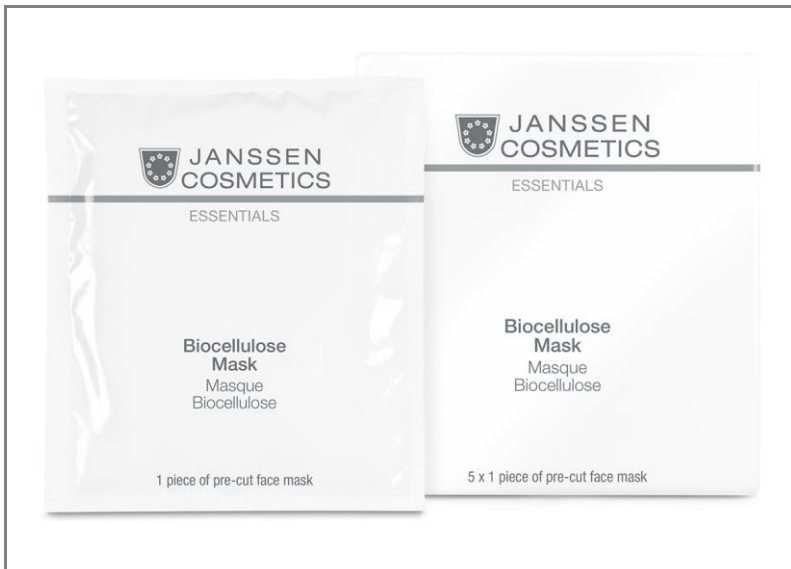 JANSSEN
COSMETICS
ESSENTIALS
Biocellulose
Mask
Masque
Biocellulose
1 piece of pre-cut face mask
JANSSEN
COSMETICS
ESSENTIALS
Biocellulose
Mask
Masque
Biocellulose
5 x 1 piece of pre-cut face mask